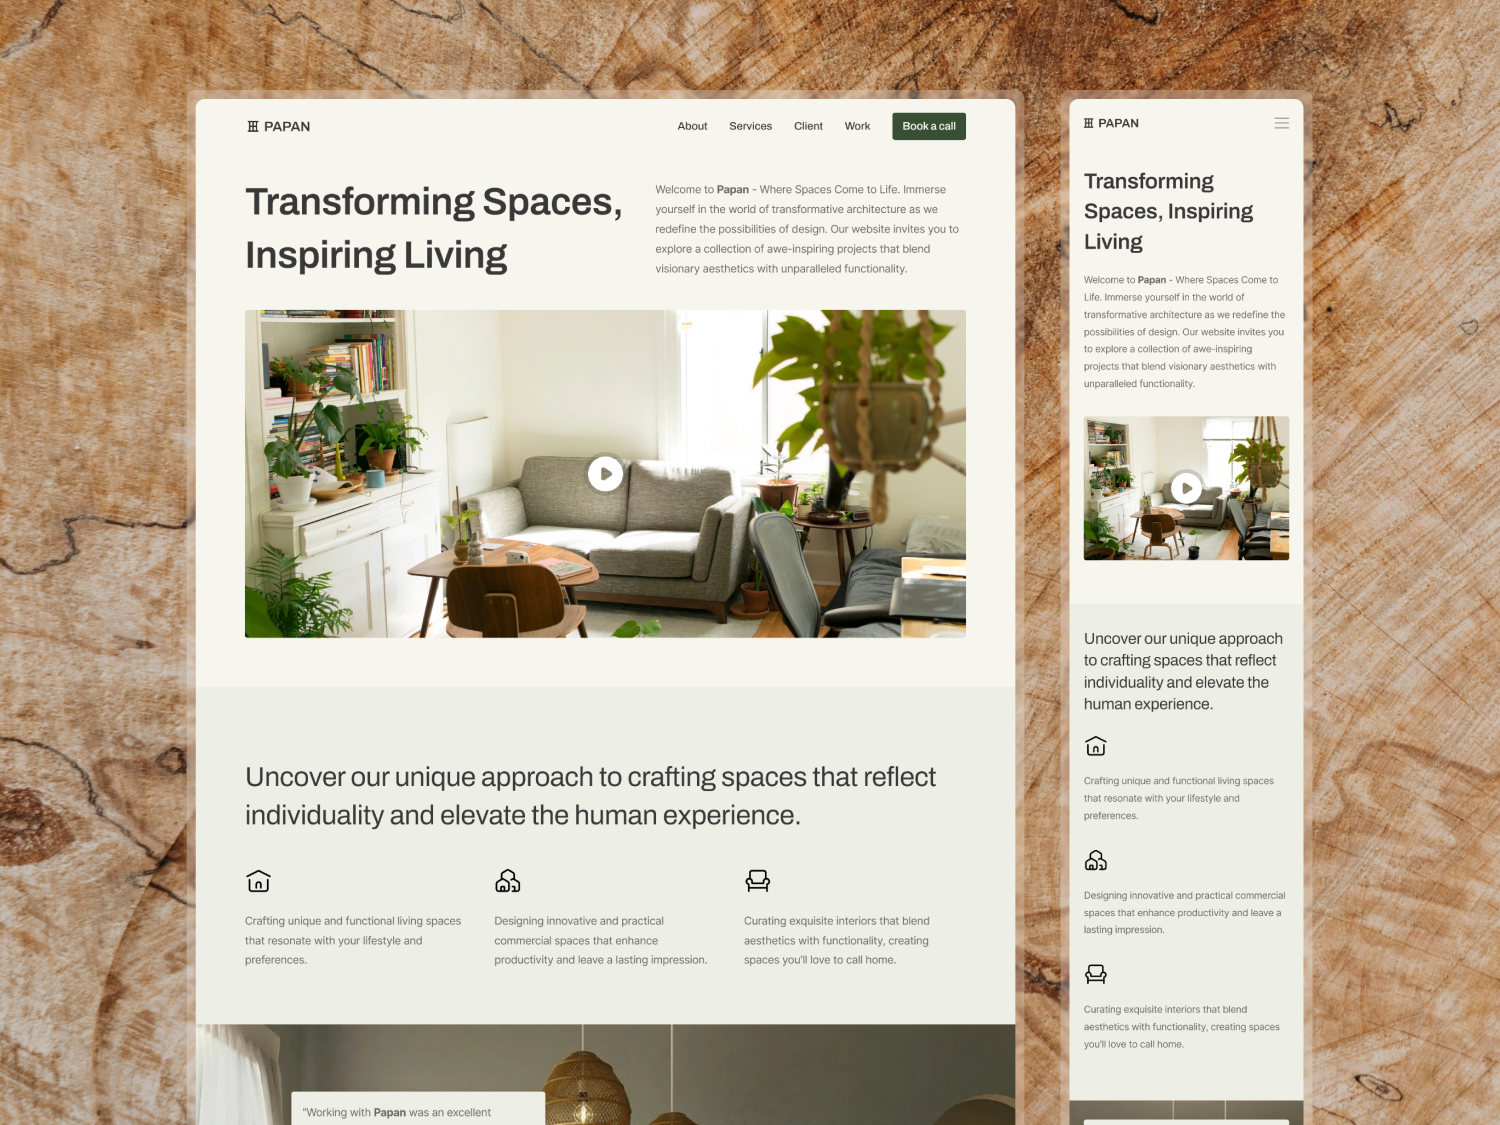 PAPAN
About Services Client Work Book a call
Transforming Spaces,
Inspiring Living
Welcome to Papan - Where Spaces Come to Life. Immerse
yourself in the world of transformative architecture as we
redefine the possibilities of design. Our website invites you to
explore a collection of awe-inspiring projects that blend
visionary aesthetics with unparalleled functionality.
Uncover our unique approach to crafting spaces that reflect
individuality and elevate the human experience.
Crafting unique and functional living spaces
that resonate with your lifestyle and
preferences.
Designing innovative and practical
commercial spaces that enhance
productivity and leave a lasting impression.
Curating exquisite interiors that blend
aesthetics with functionality, creating
spaces you'll love to call home.
"Working with Papan was an excellent
PAPAN
Transforming
Spaces, Inspiring
Living
Welcome to Papan - Where Spaces Come to
Life. Immerse yourself in the world of
transformative architecture as we redefine the
possibilities of design. Our website invites you
to explore a collection of awe-inspiring
projects that blend visionary aesthetics with
unparalleled functionality.
Uncover our unique approach
to crafting spaces that reflect
individuality and elevate the
human experience.
Crafting unique and functional living spaces
that resonate with your lifestyle and
preferences.
Designing innovative and practical commercial
spaces that enhance productivity and leave a
lasting impression.
Curating exquisite interiors that blend
aesthetics with functionality, creating spaces
you'll love to call home.